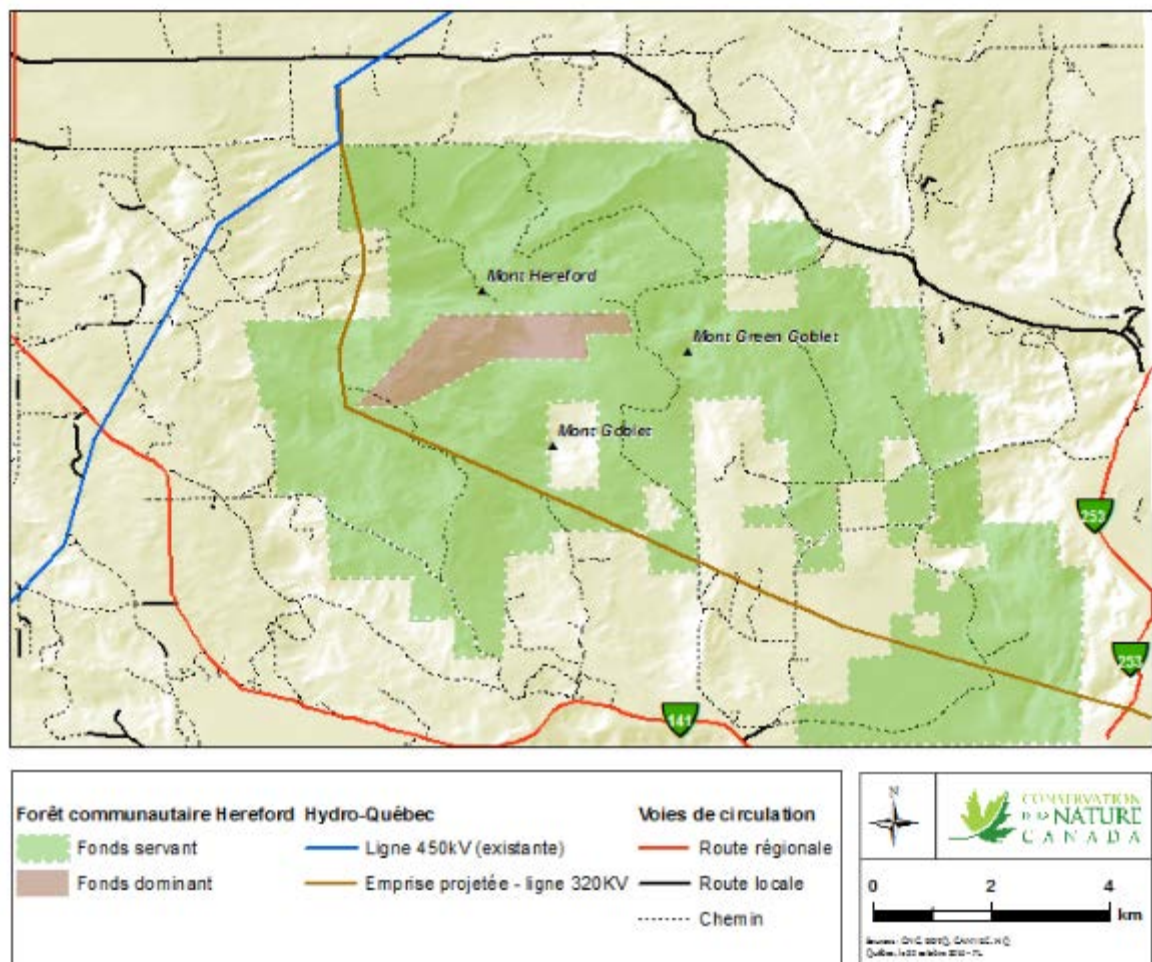 Mont Hereford
Mont Green Goblet
Mont Goblet
253
253
141
Forêt communautaire Hereford
Fonds servant
Fonds dominant
Hydro-Québec
Ligne 450kV (existante)
Emprise projetée - ligne 320KV
Voies de circulation
Route régionale
Route locale
Chemin
N
CONSERVATION
DE LA NATURE
CANADA
0 2 4
km